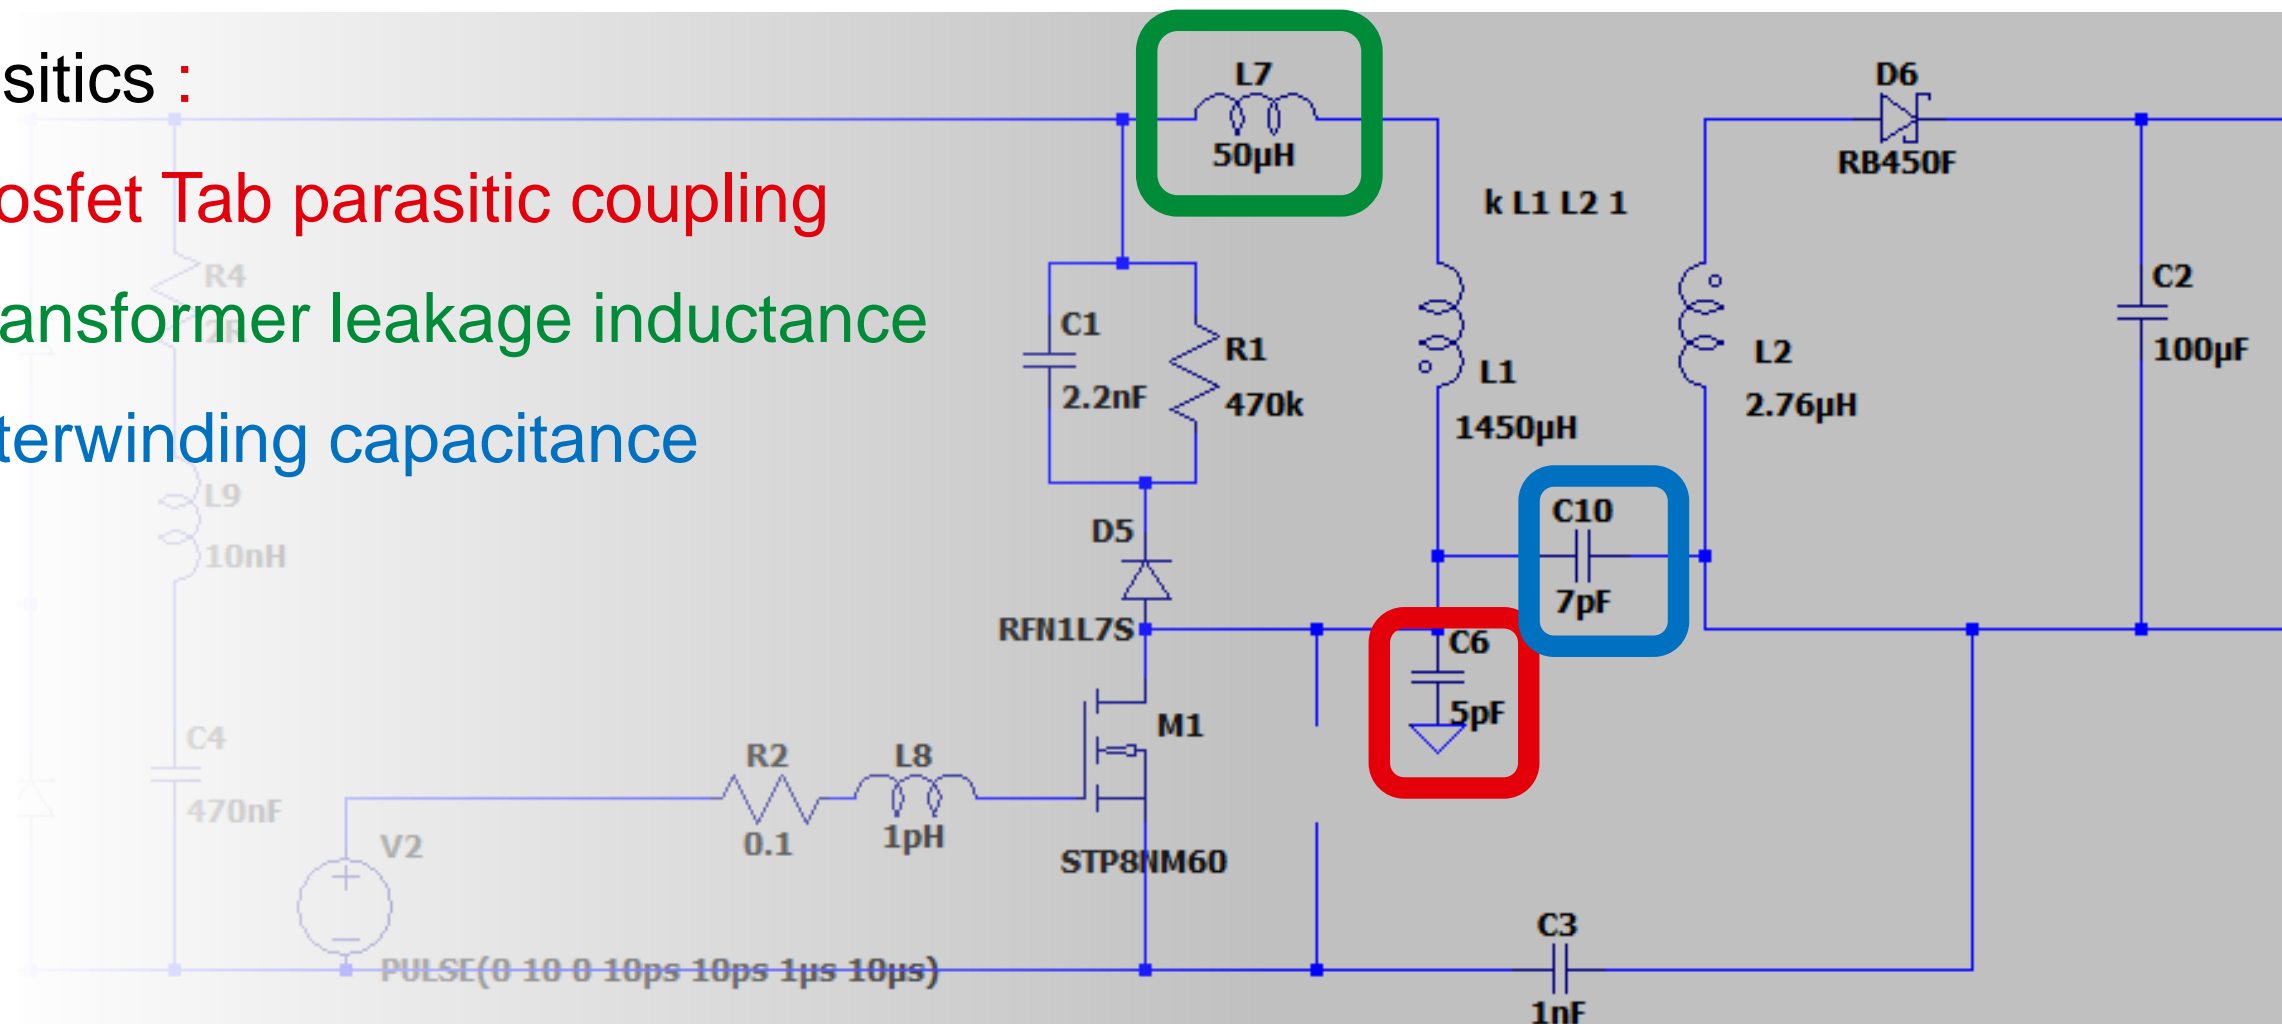 sitics :
osfet Tab parasitic coupling
ansformer leakage inductance
terwinding capacitance
L7
50µH
D6
RB450F
k L1 L2 1
R4
2R
C1
2.2nF
R1
470k
L1
1450µH
L2
2.76µH
C2
100µF
L9
10nH
D5
RFN1L7S
C10
7pF
C6
5pF
C4
470nF
V2
R2
0.1
L8
1pH
M1
STP8NM60
PULSE(0 10 0 10ps 10ps 1µs 10µs)
C3
1nF